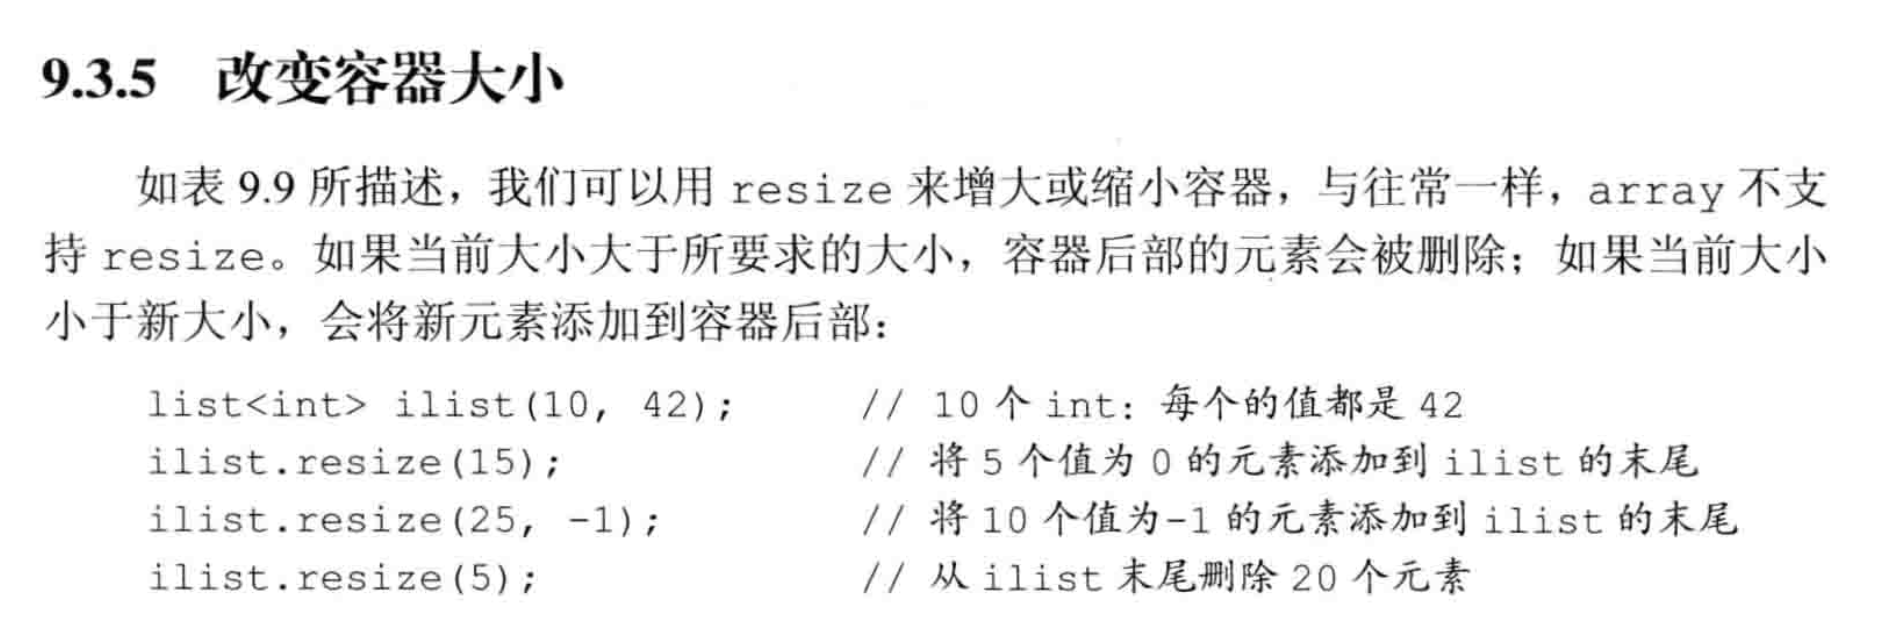 9.3.5 改变容器大小
如表 9.9 所描述，我们可以用 resize 来增大或缩小容器，与往常一样，array 不支
持 resize。如果当前大小大于所要求的大小，容器后部的元素会被删除；如果当前大小
小于新大小，会将新元素添加到容器后部：
list<int> ilist(10, 42); // 10 个 int：每个的值都是 42
ilist.resize(15); // 将 5 个值为 0 的元素添加到 ilist 的末尾
ilist.resize(25, -1); // 将 10 个值为-1 的元素添加到 ilist 的末尾
ilist.resize(5); // 从 ilist 末尾删除 20 个元素